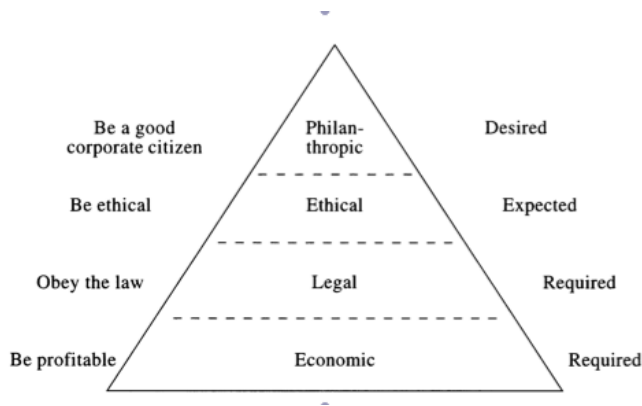 Be a good
corporate citizen
Philan-
thropic
Desired
Be ethical
Ethical
Expected
Obey the law
Legal
Required
Be profitable
Economic
Required